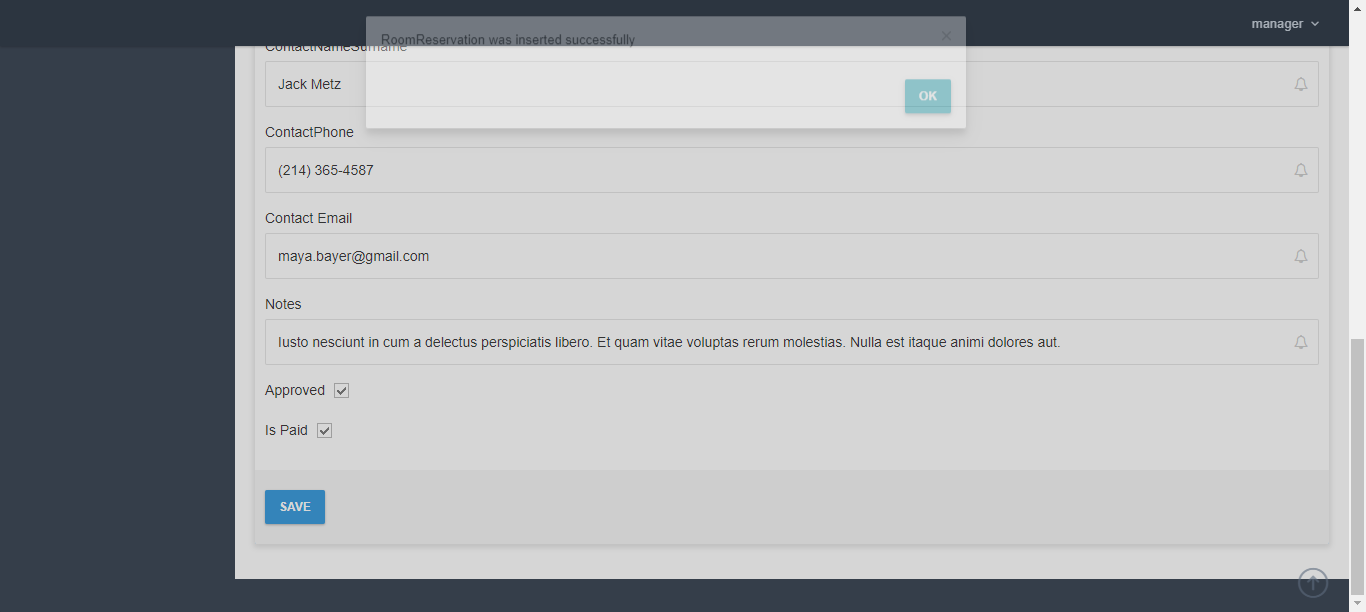 manager
RoomReservation was inserted successfully
×
ContactNameSurname
Jack Metz
OK
ContactPhone
(214) 365-4587
Contact Email
maya.bayer@gmail.com
Notes
Iusto nesciunt in cum a delectus perspiciatis libero. Et quam vitae voluptas rerum molestias. Nulla est itaque animi dolores aut.
Approved
Is Paid
SAVE